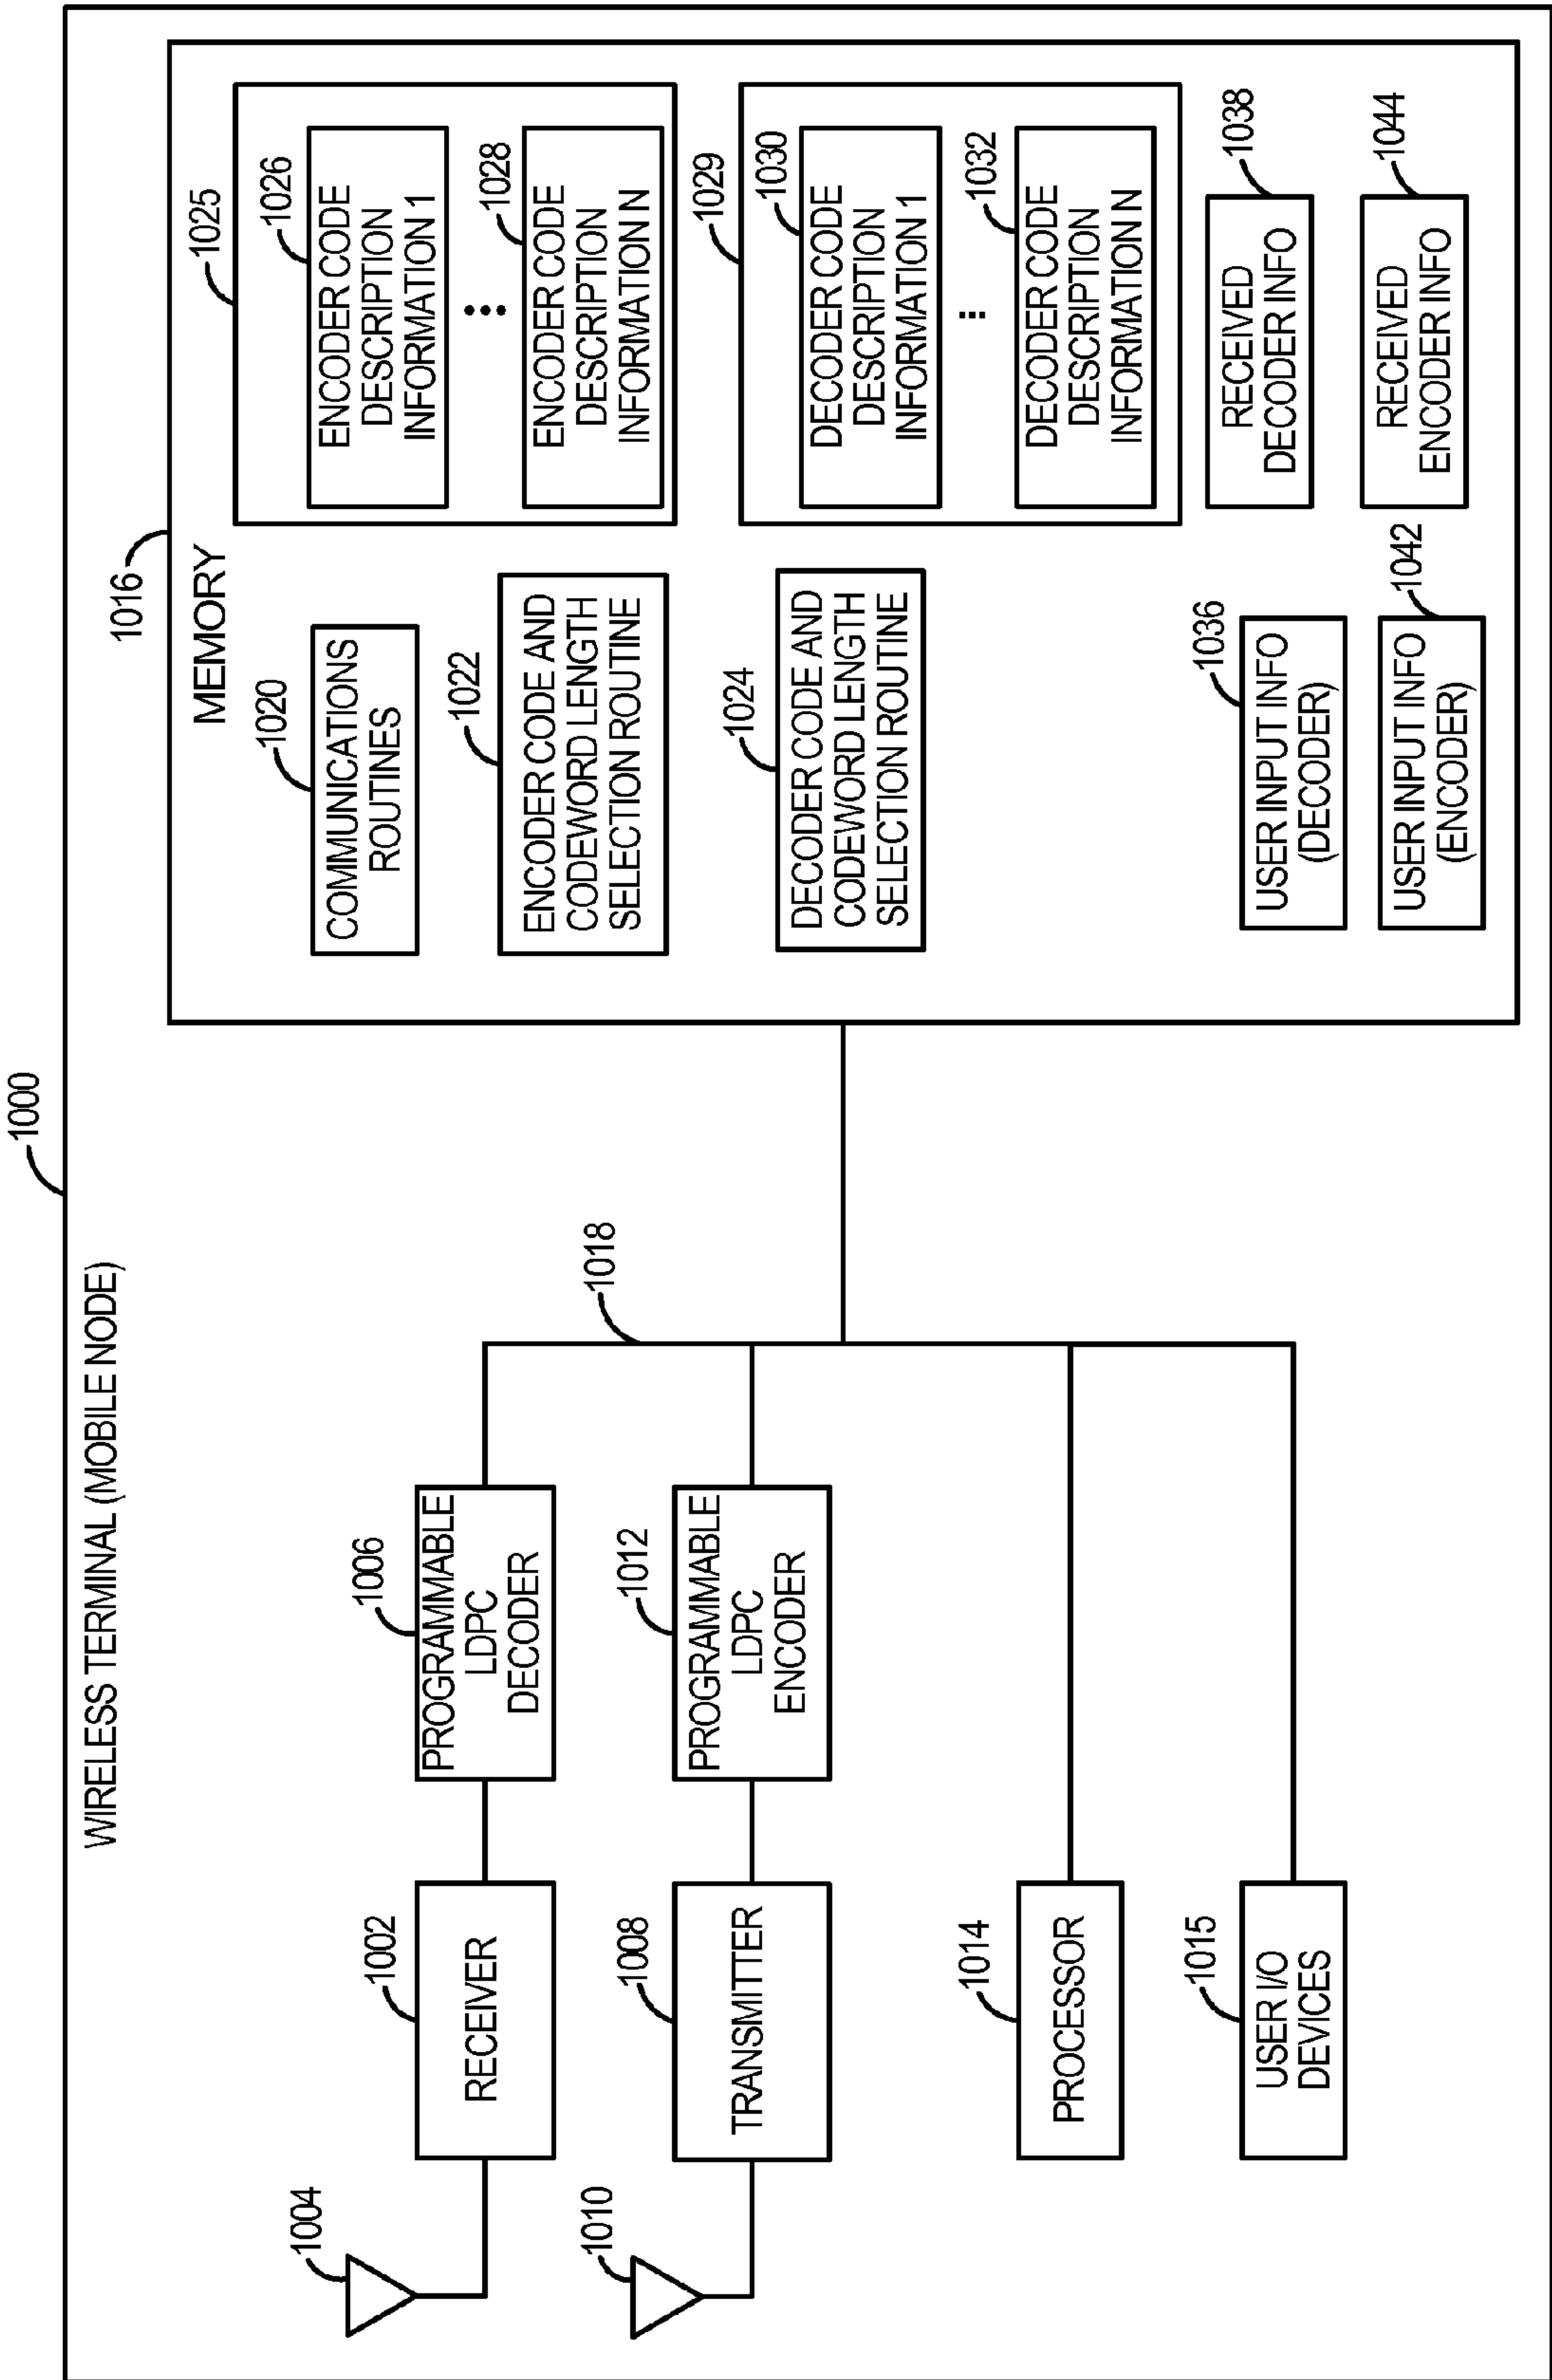 1000
WIRELESS TERMINAL (MOBILE NODE)
1004
1002
RECEIVER
1006
PROGRAMMABLE
LDPC
DECODER
1010
1008
TRANSMITTER
1012
PROGRAMMABLE
LDPC
ENCODER
1018
1014
PROCESSOR
1015
USER I/O
DEVICES
1016
MEMORY
1020
COMMUNICATIONS
ROUTINES
1022
ENCODER CODE AND
CODEWORD LENGTH
SELECTION ROUTINE
1024
DECODER CODE AND
CODEWORD LENGTH
SELECTION ROUTINE
1025
1026
ENCODER CODE
DESCRIPTION
INFORMATION 1
1028
ENCODER CODE
DESCRIPTION
INFORMATION N
1029
1030
DECODER CODE
DESCRIPTION
INFORMATION 1
1032
DECODER CODE
DESCRIPTION
INFORMATION N
1036
USER INPUT INFO
(DECODER)
1038
RECEIVED
DECODER INFO
1042
USER INPUT INFO
(ENCODER)
1044
RECEIVED
ENCODER INFO